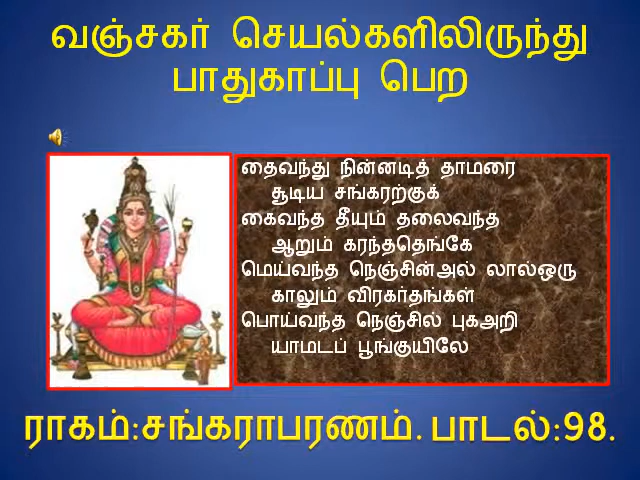 வஞ்சகர் செயல்களிலிருந்து
பாதுகாப்பு பெற
தைவந்து நின்னடித் தாமரை
சூடிய சங்கரற்குக்
கைவந்த தீயும் தலைவந்த
ஆறும் கரந்ததெங்கே
மெய்வந்த நெஞ்சின்அல் லால்ஒரு
காலும் விரகர்தங்கள்
பொய்வந்த நெஞ்சில் புகஅறி
யாமடப் பூங்குயிலே
ராகம்:சங்கராபரணம். பாடல்:98.